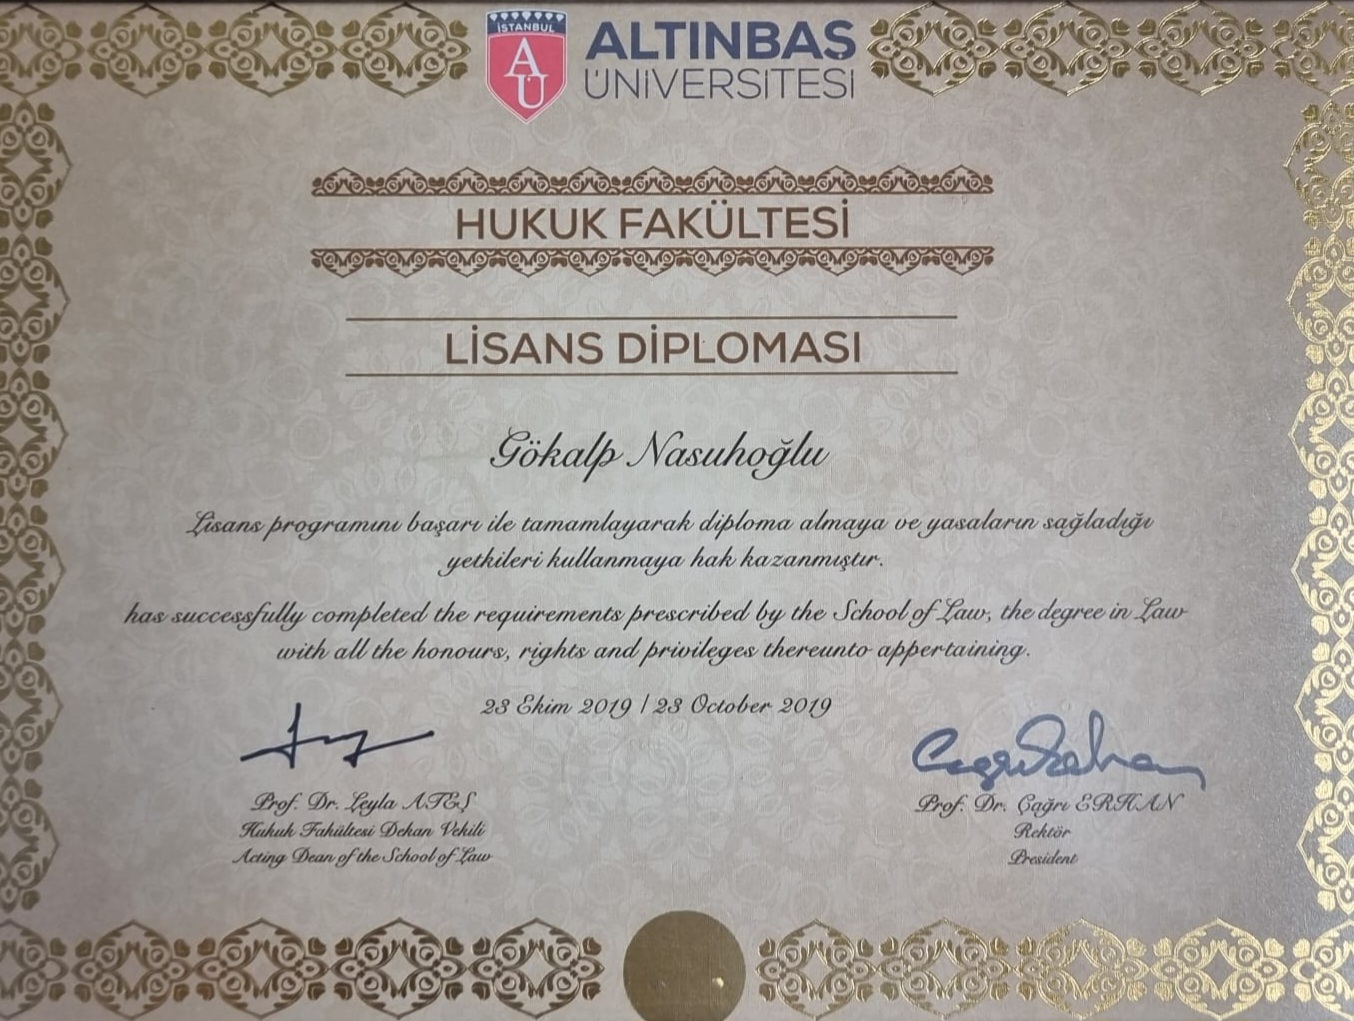 İSTANBUL
AÜ
ALTINBAŞ
ÜNİVERSİTESİ
HUKUK FAKÜLTESİ
LİSANS DİPLOMASI
Gökalp Nasuhoğlu
Lisans programını başarı ile tamamlayarak diploma almaya ve yasaların sağladığı
yetkileri kullanmaya hak kazanmıştır.
has successfully completed the requirements prescribed by the School of Law, the degree in Law
with all the honours, rights and privileges thereunto appertaining.
23 Ekim 2019 / 23 October 2019
Prof. Dr. Leyla ATEŞ
Hukuk Fakültesi Dekan Vekili
Acting Dean of the School of Law
Prof. Dr. Çağrı ERHAN
Rektör
President